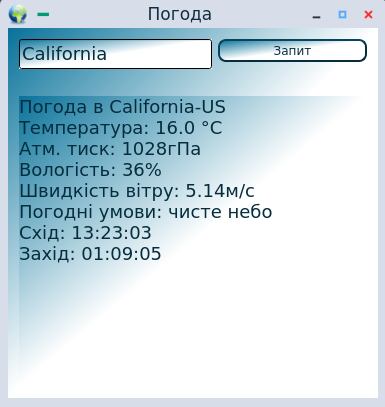 Погода
California
Запит
Погода в California-US
Температура: 16.0 °C
Атм. тиск: 1028гПа
Вологість: 36%
Швидкість вітру: 5.14м/с
Погодні умови: чисте небо
Схід: 13:23:03
Захід: 01:09:05